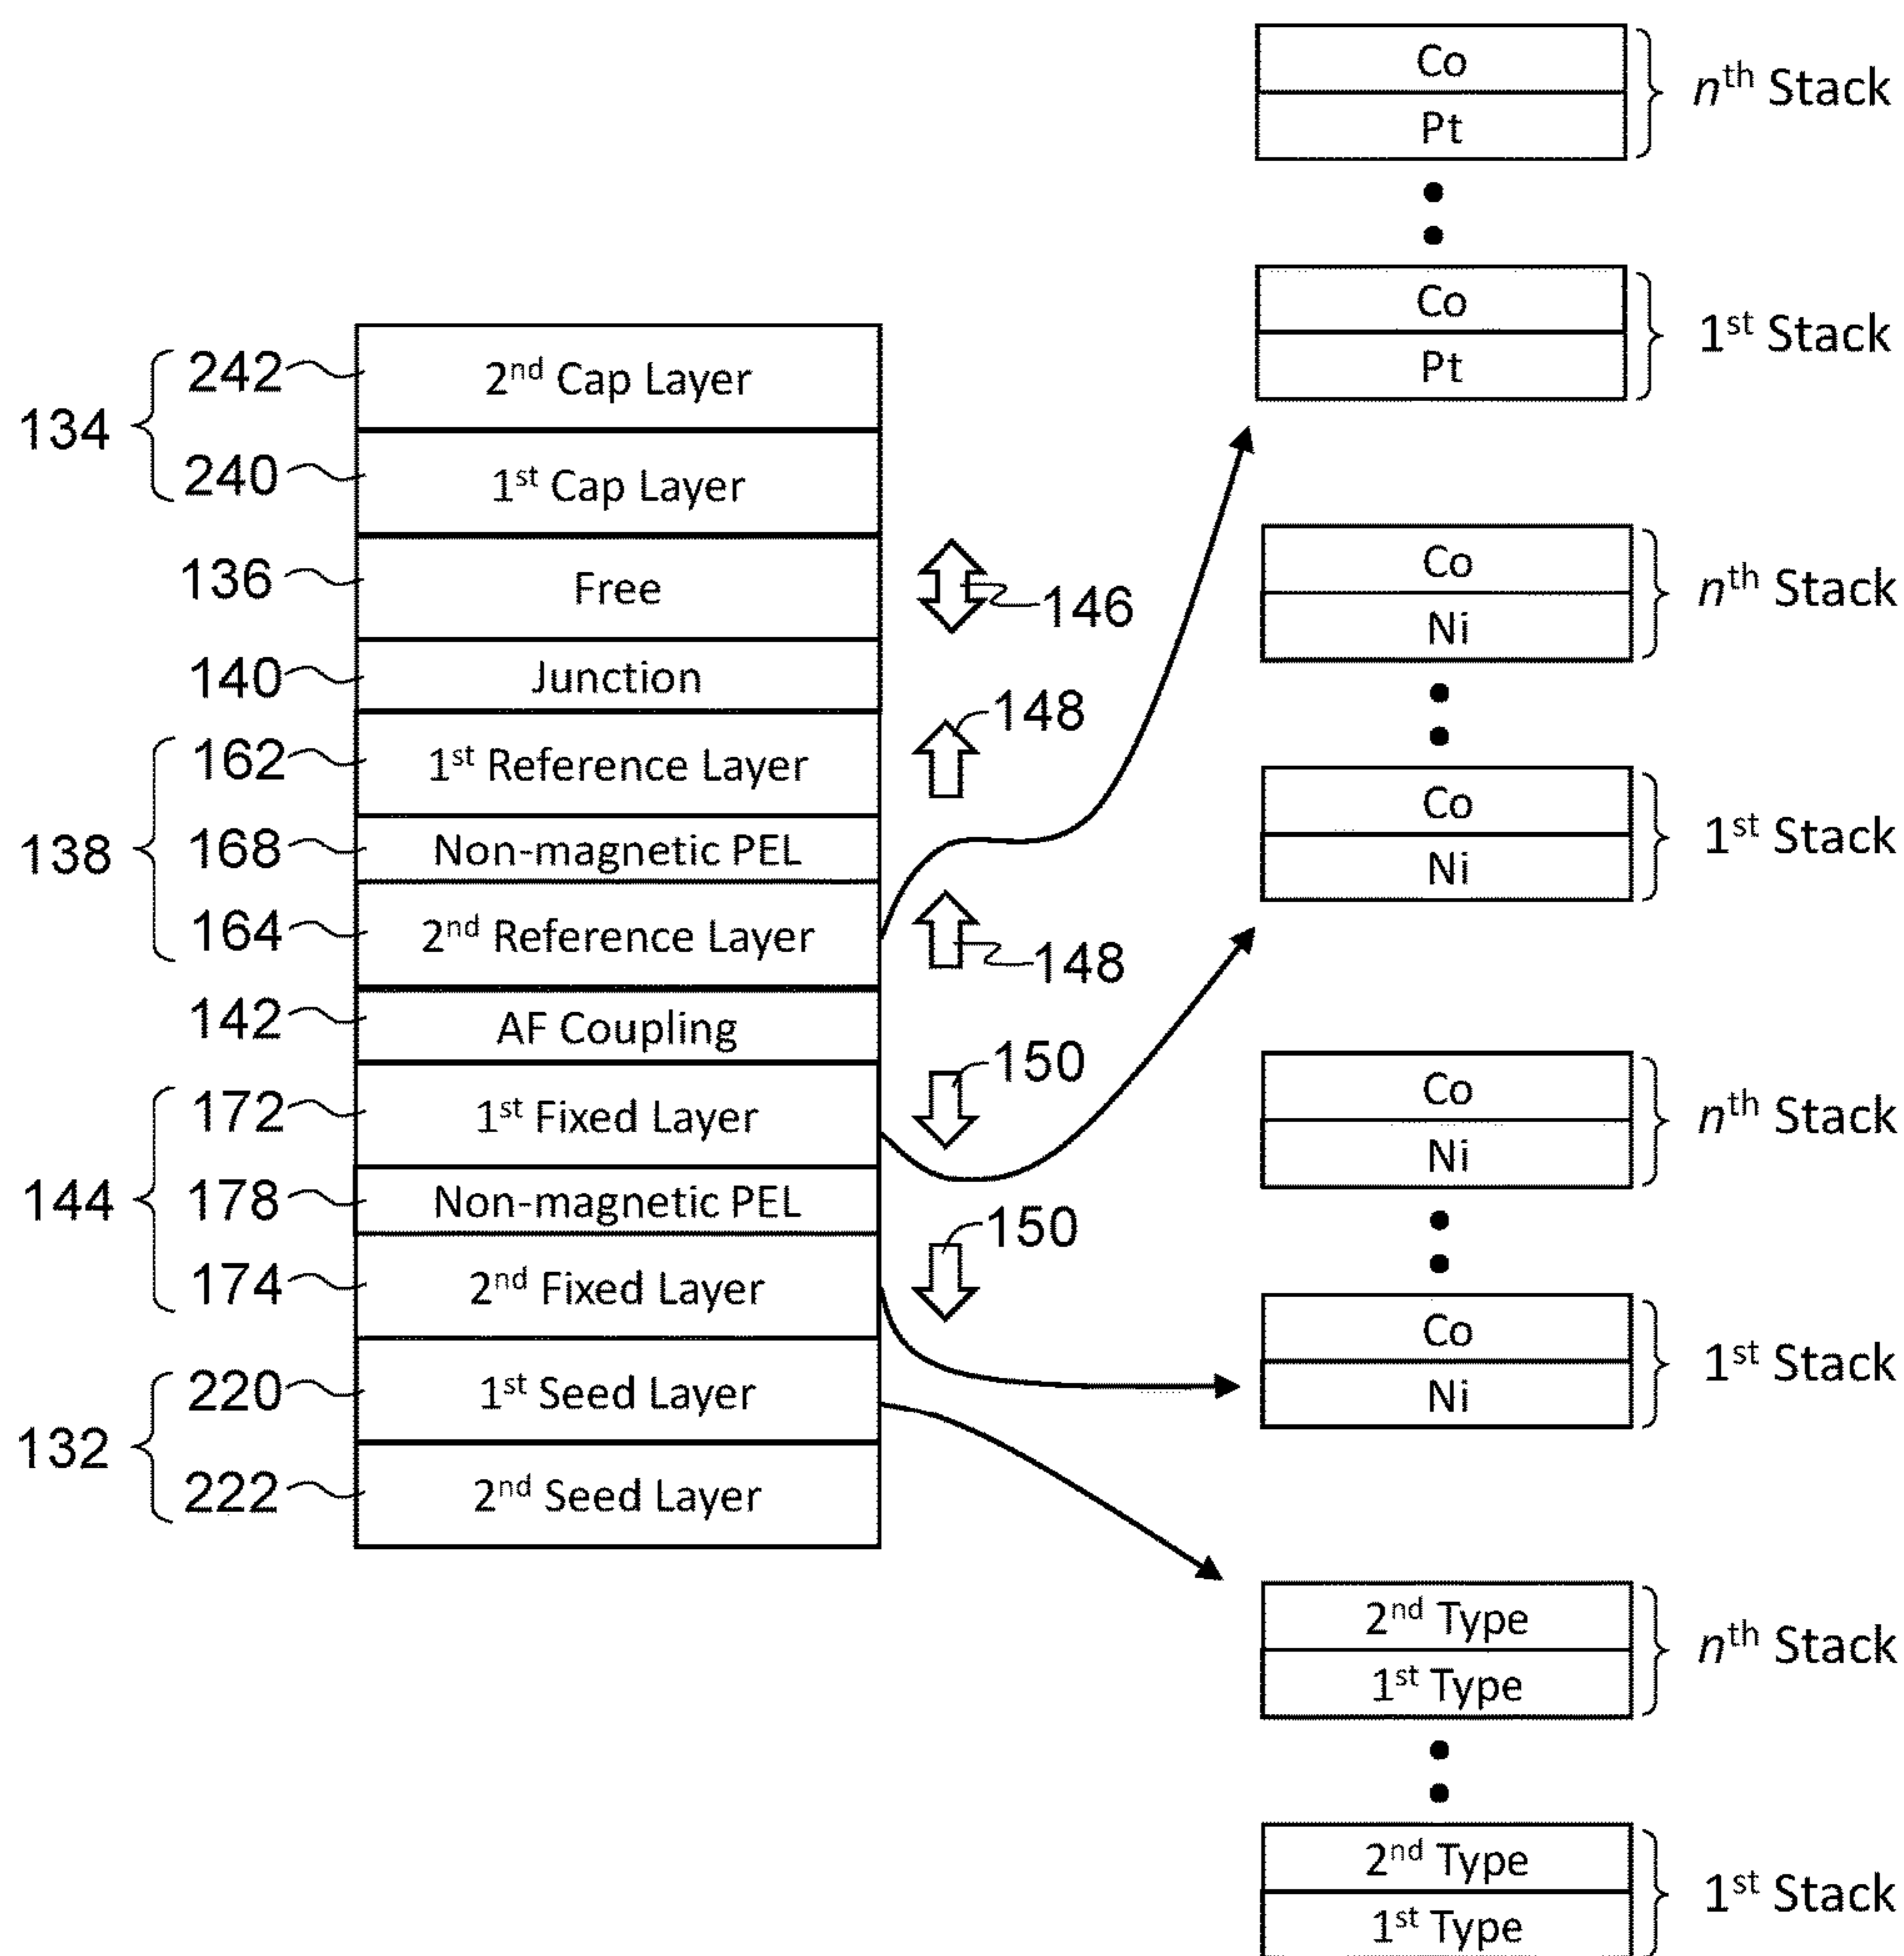 Co
nth Stack
Pt
Co
1st Stack
Pt
134
242
2nd Cap Layer
240
1st Cap Layer
136
Free
146
140
Junction
138
162
1st Reference Layer
148
168
Non-magnetic PEL
164
2nd Reference Layer
148
142
AF Coupling
144
172
1st Fixed Layer
150
178
Non-magnetic PEL
174
2nd Fixed Layer
150
132
220
1st Seed Layer
222
2nd Seed Layer
Co
nth Stack
Ni
Co
1st Stack
Ni
Co
nth Stack
Ni
Co
1st Stack
Ni
2nd Type
nth Stack
1st Type
2nd Type
1st Stack
1st Type